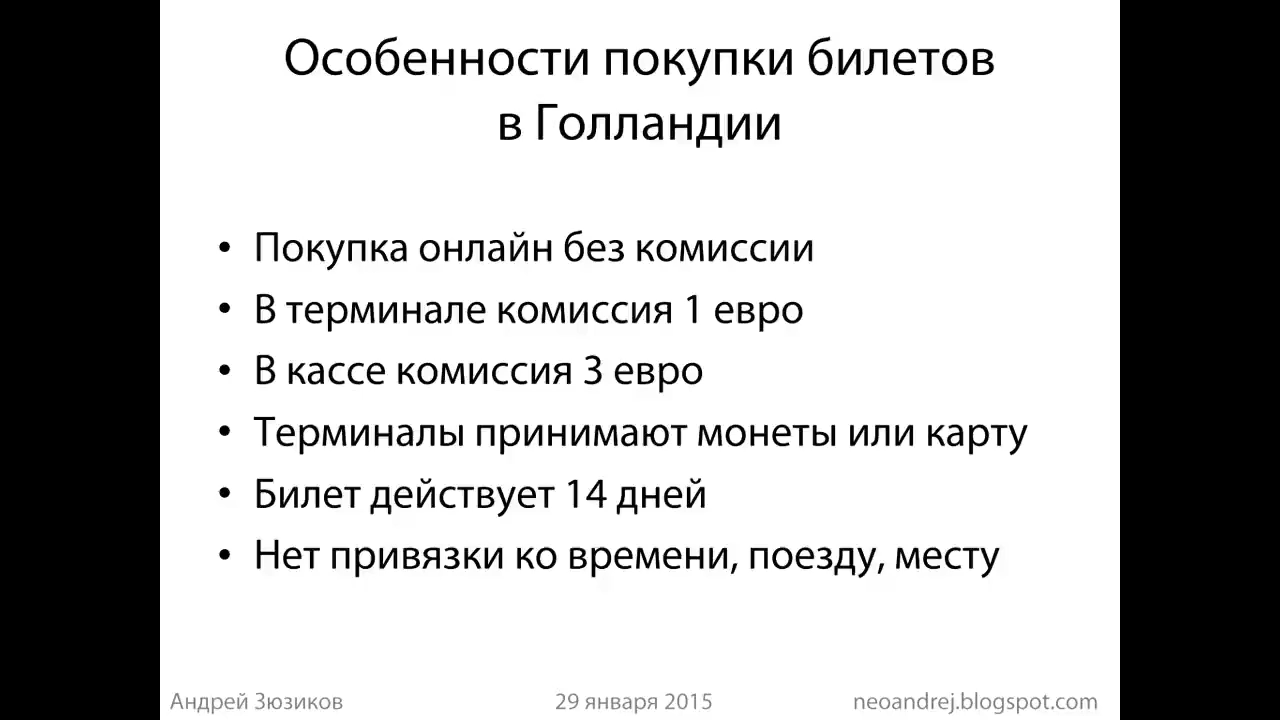 Особенности покупки билетов
в Голландии
• Покупка онлайн без комиссии
• В терминале комиссия 1 евро
• В кассе комиссия 3 евро
• Терминалы принимают монеты или карту
• Билет действует 14 дней
• Нет привязки ко времени, поезду, месту
Андрей Зюзиков 29 января 2015 neoandrej.blogspot.com